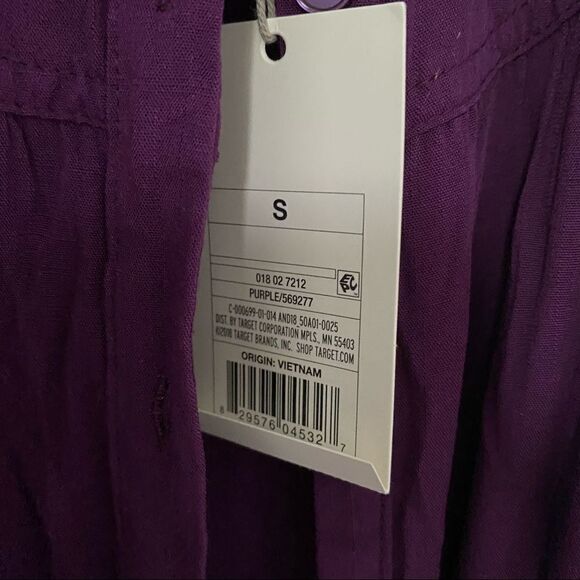 S
018 02 7212
PURPLE/569277
EPC
C-000699-01-014 AND18_50A01-0025
DIST. BY TARGET CORPORATION MPLS, MN 55403
©2018 TARGET BRANDS, INC. SHOP TARGET.COM
ORIGIN: VIETNAM
8 29576 04532 7